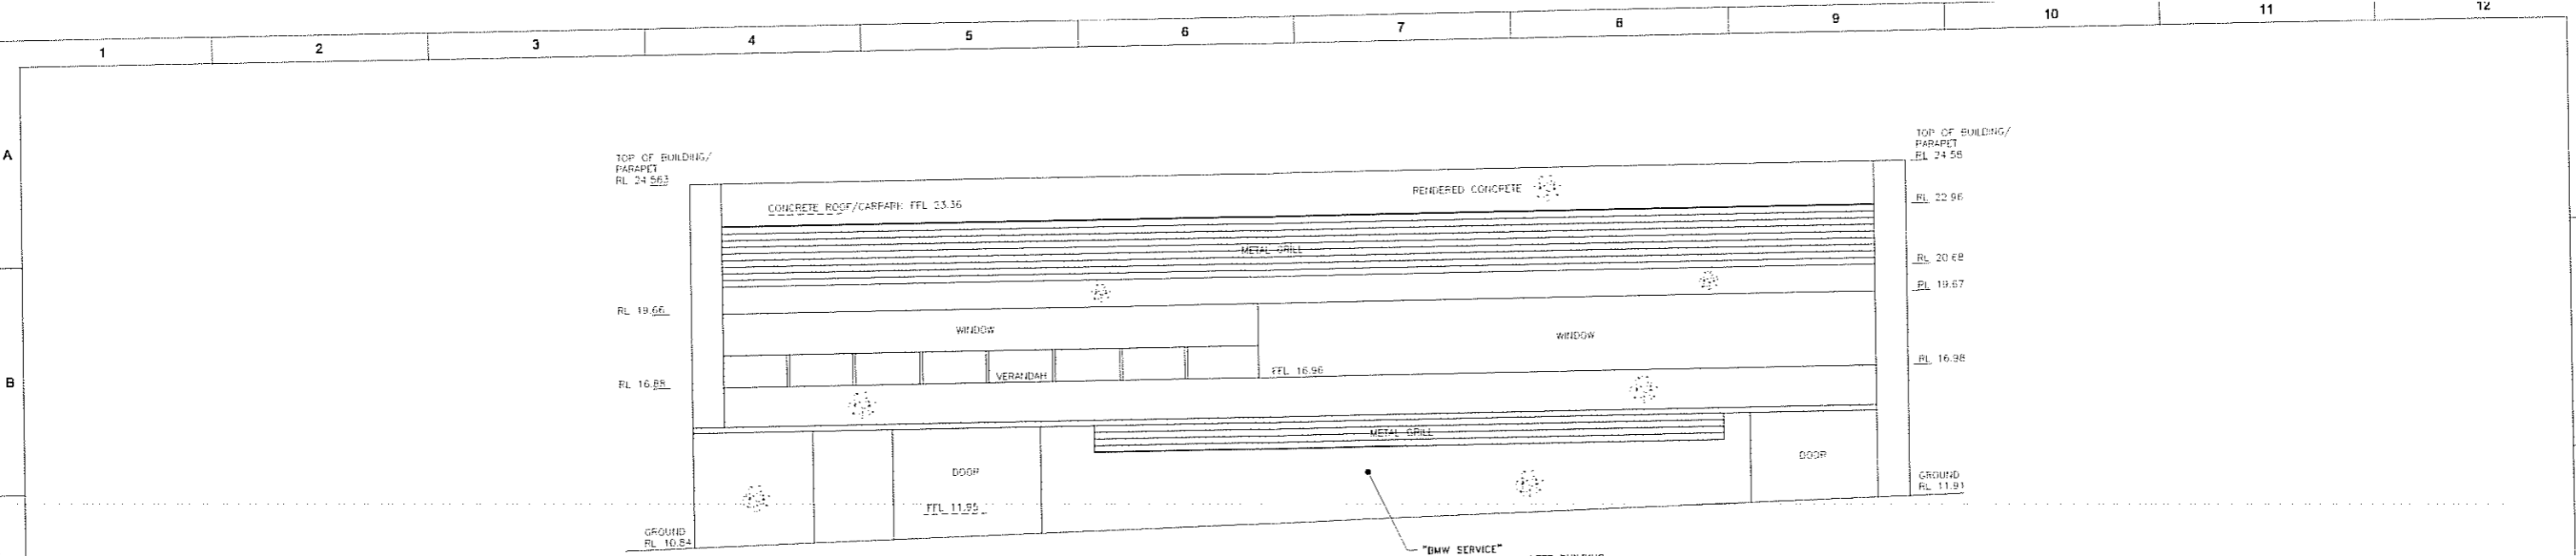 1 2 3 4 5 6 7 8 9 10 11 12
A
TOP OF BUILDING/
PARAPET
RL 24.563
TOP OF BUILDING/
PARAPET
RL 24.58
RENDERED CONCRETE
RL 22.96
CONCRETE ROOF/CARPARK FFL 23.36
METAL GRILL
RL 20.68
RL 19.67
RL 19.66
WINDOW
WINDOW
RL 16.98
B
RL 16.88
VERANDAH
FFL 16.96
METAL GRILL
DOOR
DOOR
GROUND
RL 11.91
FFL 11.95
GROUND
RL 10.84
"BMW SERVICE"